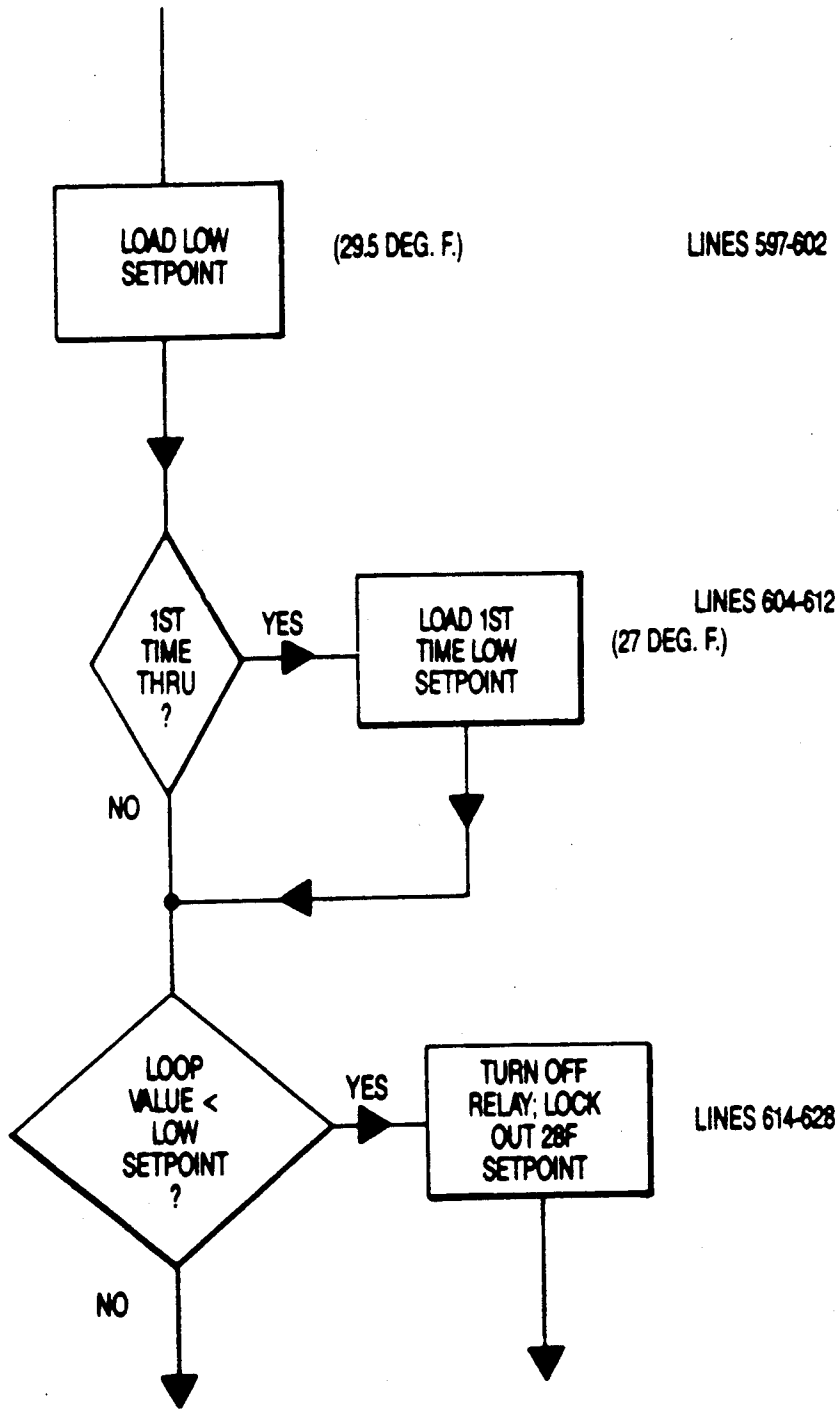 LOAD LOW
SETPOINT
(29.5 DEG. F.)
LINES 597-602
1ST
TIME
THRU
?
YES
LOAD 1ST
TIME LOW
SETPOINT
LINES 604-612
(27 DEG. F.)
NO
LOOP
VALUE <
LOW
SETPOINT
?
YES
TURN OFF
RELAY; LOCK
OUT 28F
SETPOINT
LINES 614-628
NO